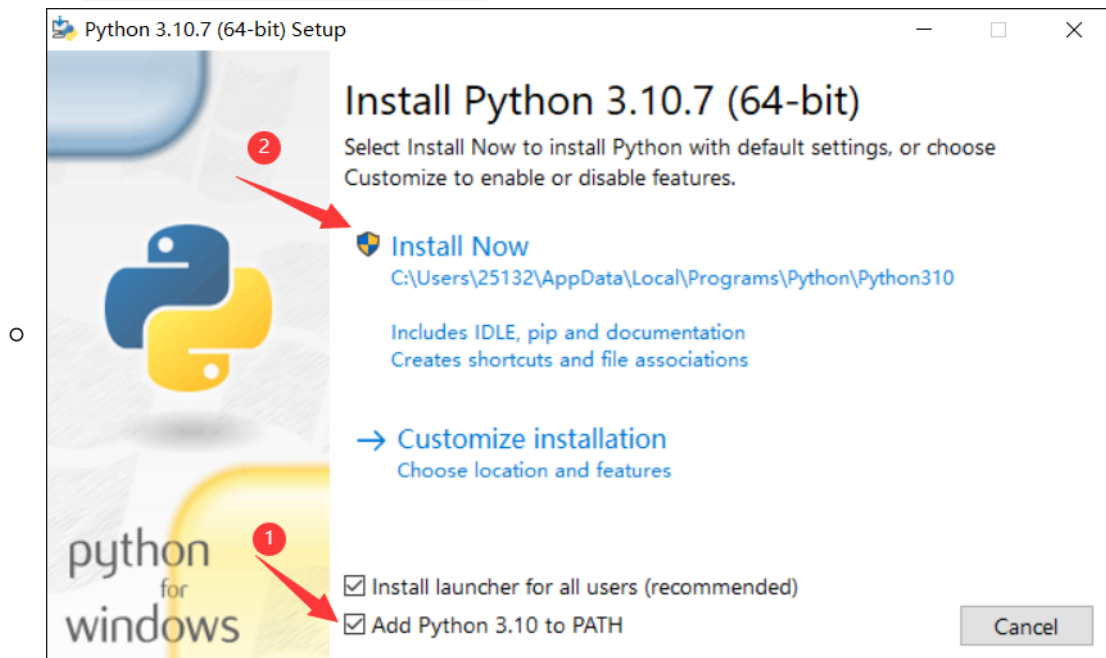 Python 3.10.7 (64-bit) Setup
Install Python 3.10.7 (64-bit)
Select Install Now to install Python with default settings, or choose
Customize to enable or disable features.
2
Install Now
C:\Users\25132\AppData\Local\Programs\Python\Python310
Includes IDLE, pip and documentation
Creates shortcuts and file associations
Customize installation
Choose location and features
python
for
windows
1
Install launcher for all users (recommended)
Add Python 3.10 to PATH
Cancel